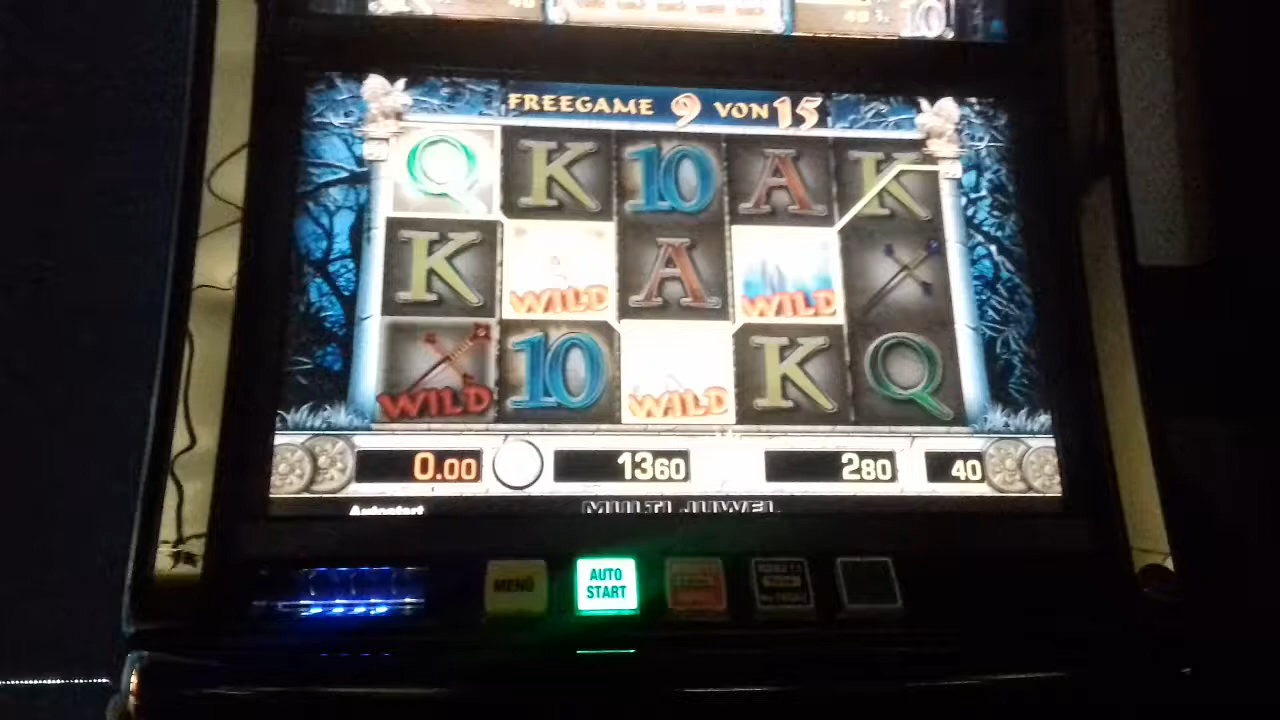 FREEGAME 9 VON 15
Q K 10 A K
K WILD A WILD
WILD 10 WILD K Q
0.00 1360 280 40
Autostart MULTI JUWEL
MENÜ AUTO START